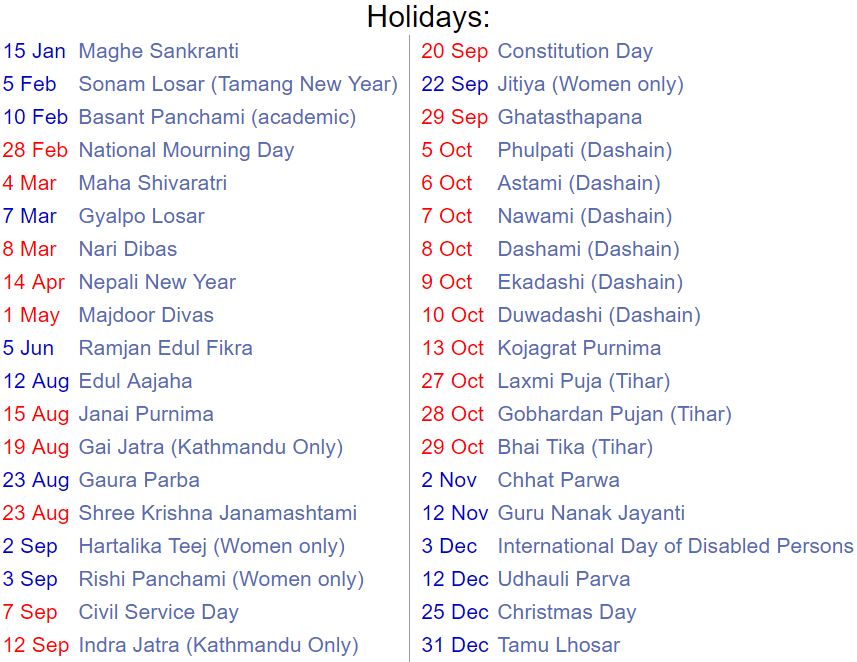 Holidays:
15 Jan Maghe Sankranti
5 Feb Sonam Losar (Tamang New Year)
10 Feb Basant Panchami (academic)
28 Feb National Mourning Day
4 Mar Maha Shivaratri
7 Mar Gyalpo Losar
8 Mar Nari Dibas
14 Apr Nepali New Year
1 May Majdoor Divas
5 Jun Ramjan Edul Fikra
12 Aug Edul Aajaha
15 Aug Janai Purnima
19 Aug Gai Jatra (Kathmandu Only)
23 Aug Gaura Parba
23 Aug Shree Krishna Janamashtami
2 Sep Hartalika Teej (Women only)
3 Sep Rishi Panchami (Women only)
7 Sep Civil Service Day
12 Sep Indra Jatra (Kathmandu Only)
20 Sep Constitution Day
22 Sep Jitiya (Women only)
29 Sep Ghatasthapana
5 Oct Phulpati (Dashain)
6 Oct Astami (Dashain)
7 Oct Nawami (Dashain)
8 Oct Dashami (Dashain)
9 Oct Ekadashi (Dashain)
10 Oct Duwadashi (Dashain)
13 Oct Kojagrat Purnima
27 Oct Laxmi Puja (Tihar)
28 Oct Gobhardan Pujan (Tihar)
29 Oct Bhai Tika (Tihar)
2 Nov Chhat Parwa
12 Nov Guru Nanak Jayanti
3 Dec International Day of Disabled Persons
12 Dec Udhauli Parva
25 Dec Christmas Day
31 Dec Tamu Lhosar